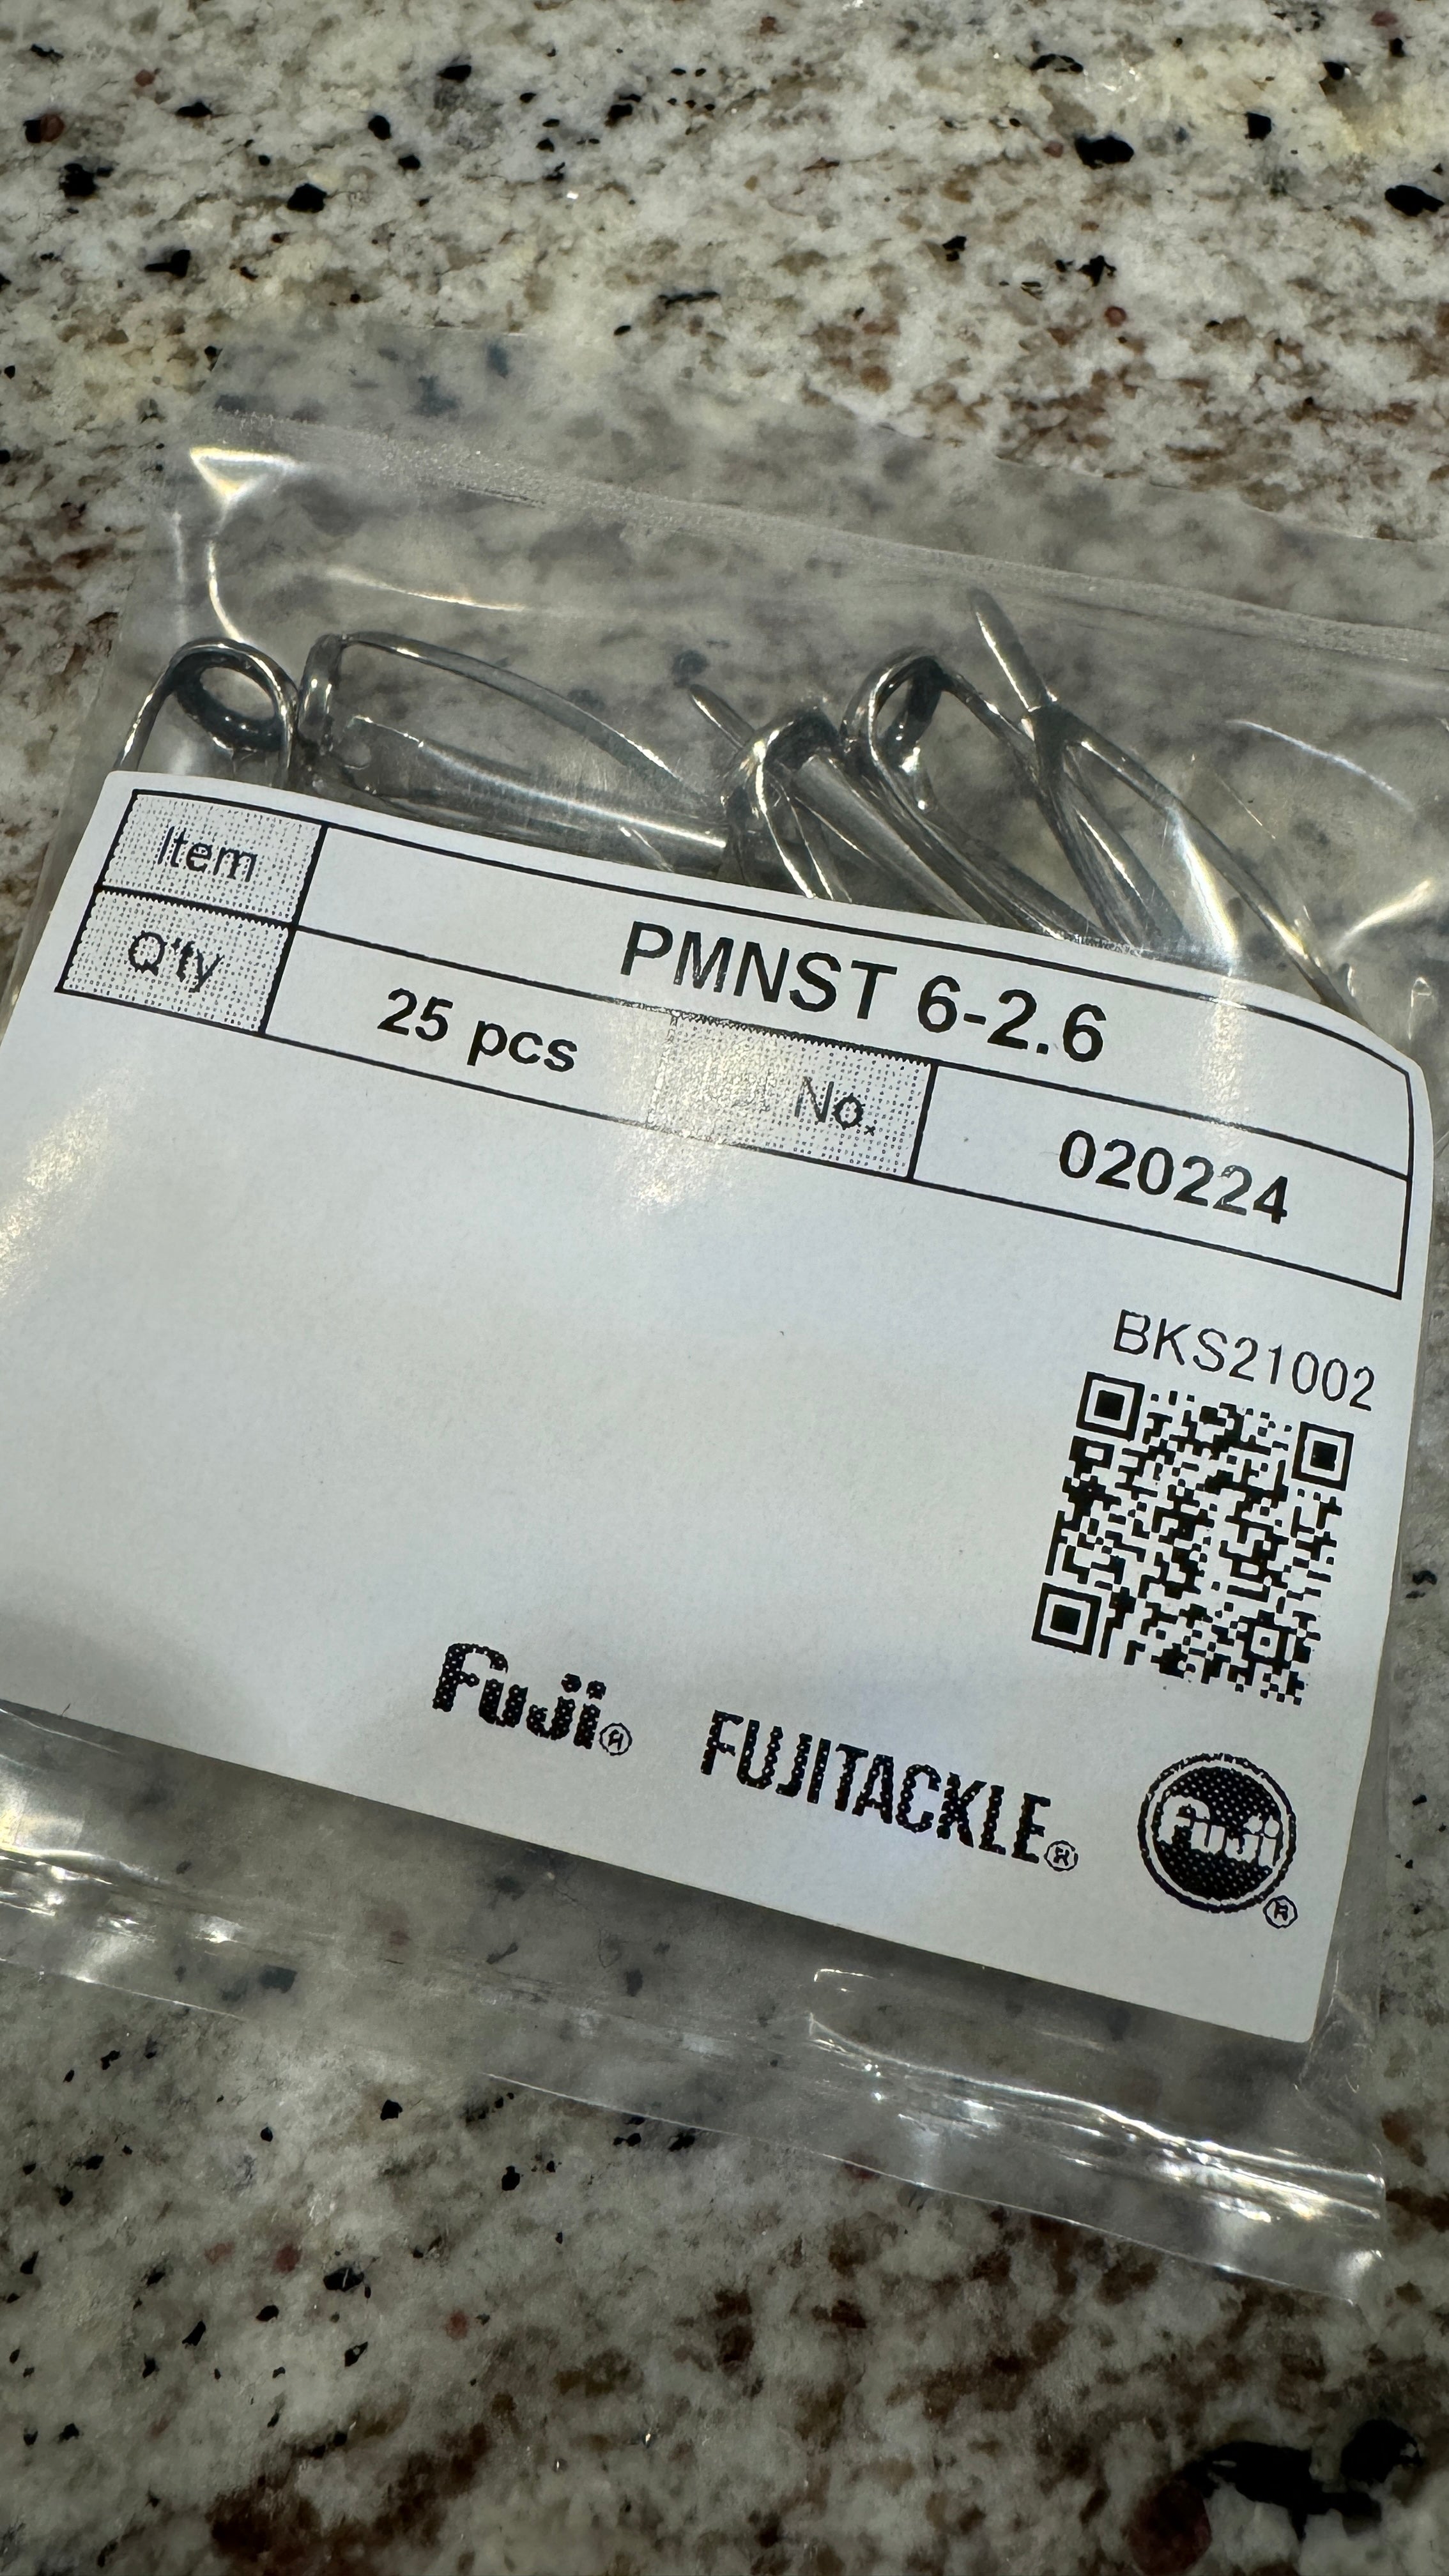 Item PMNST 6-2.6
Q'ty 25 pcs No. 020224
BKS21002
Fuji® FUJITACKLE® Fuji®